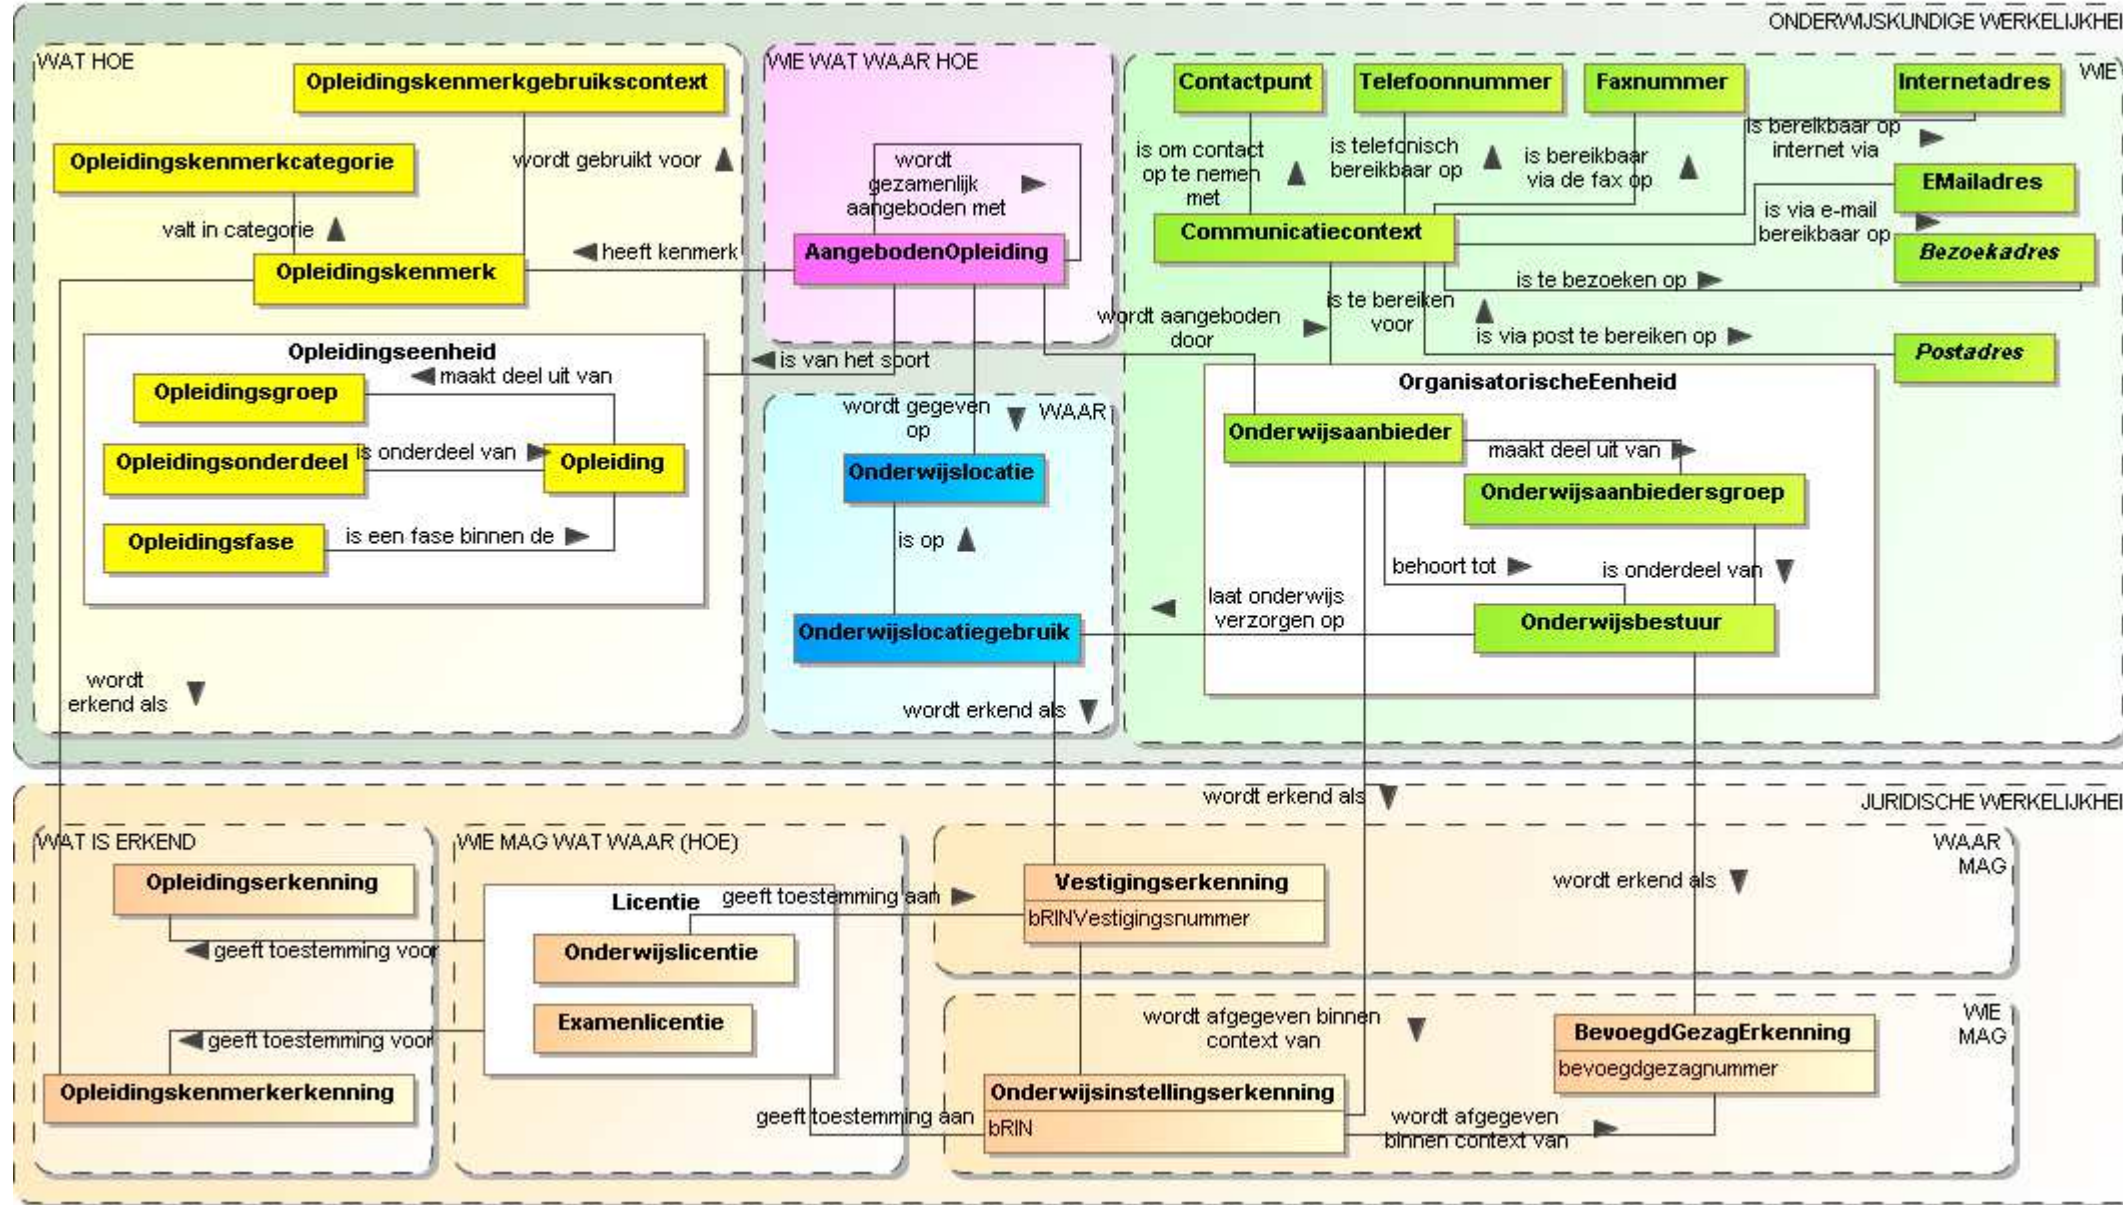 ONDERWIJSKUNDIGE WERKELIJKHEI
WAT HOE
Opleidingskenmerkgebruikscontext
Opleidingskenmerkcategorie
wordt gebruikt voor
valt in categorie
Opleidingskenmerk
Opleidingseenheid
Opleidingsgroep
maakt deel uit van
Opleidingsonderdeel
is onderdeel van
Opleiding
Opleidingsfase
is een fase binnen de
wordt
erkend als
WIE WAT WAAR HOE
wordt
gezamenlijk
aangeboden met
heeft kenmerk
AangebodenOpleiding
is van het soort
wordt aangeboden
door
wordt gegeven
op
WAAR
Onderwijslocatie
is op
Onderwijslocatiegebruik
wordt erkend als
WIE
Contactpunt
Telefoonnummer
Faxnummer
Internetadres
is om contact
op te nemen
met
is telefonisch
bereikbaar op
is bereikbaar
via de fax op
is bereikbaar op
internet via
EMailadres
is via e-mail
bereikbaar op
Communicatiecontext
Bezoekadres
is te bezoeken op
is te bereiken
voor
is via post te bereiken op
Postadres
OrganisatorischeEenheid
Onderwijsaanbieder
maakt deel uit van
Onderwijsaanbiedersgroep
behoort tot
is onderdeel van
laat onderwijs
verzorgen op
Onderwijsbestuur
wordt erkend als
JURIDISCHE WERKELIJKHEI
WAT IS ERKEND
Opleidingserkenning
geeft toestemming voor
geeft toestemming voor
Opleidingskenmerkerkenning
WIE MAG WAT WAAR (HOE)
Licentie
geeft toestemming aan
Onderwijslicentie
Examenlicentie
geeft toestemming aan
WAAR
MAG
Vestigingserkenning
bRINVestigingsnummer
wordt erkend als
WIE
MAG
wordt afgegeven binnen
context van
BevoegdGezagErkenning
bevoegdgezagnummer
Onderwijsinstellingserkenning
bRIN
wordt afgegeven
binnen context van